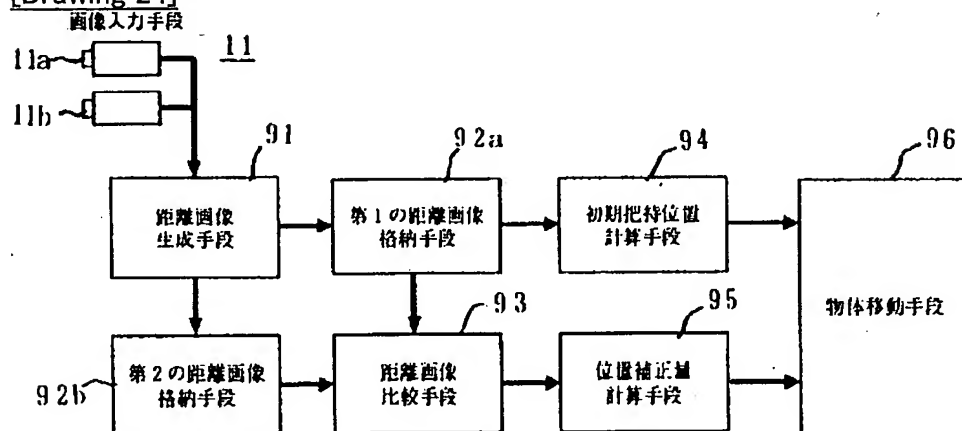 [Drawing 24]
画像入力手段
11a
11
11b
91
92a
94
96
距離画像
生成手段
第1の距離画像
格納手段
初期把持位置
計算手段
物体移動手段
93
95
92b
第2の距離画像
格納手段
距離画像
比較手段
位置補正量
計算手段